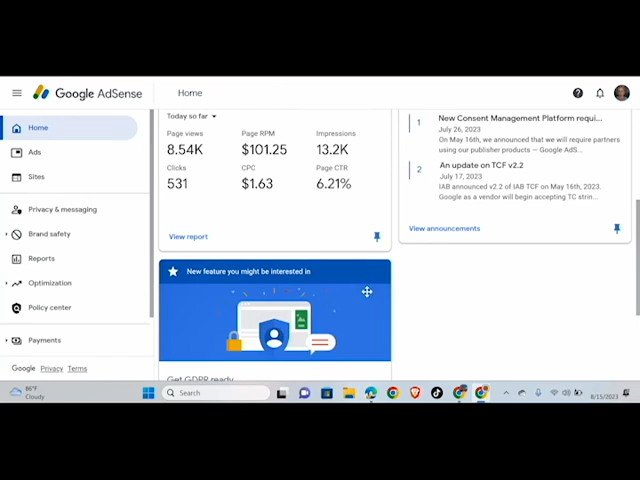 Google AdSense
Home
Home
Ads
Sites
Privacy & messaging
Brand safety
Reports
Optimization
Policy center
Payments
Google Privacy Terms
Today so far
Page views Page RPM Impressions
8.54K $101.25 13.2K
Clicks CPC Page CTR
531 $1.63 6.21%
View report
New feature you might be interested in
Get GDPR ready
1 New Consent Management Platform requi...
July 26, 2023
On May 16th, we announced that we will require partners
using our publisher products — Google AdS...
2 An update on TCF v2.2
July 17, 2023
IAB announced v2.2 of IAB TCF on May 16th, 2023.
Google as a vendor will begin accepting TC strin...
View announcements
86°F
Cloudy
Search
8/15/2023